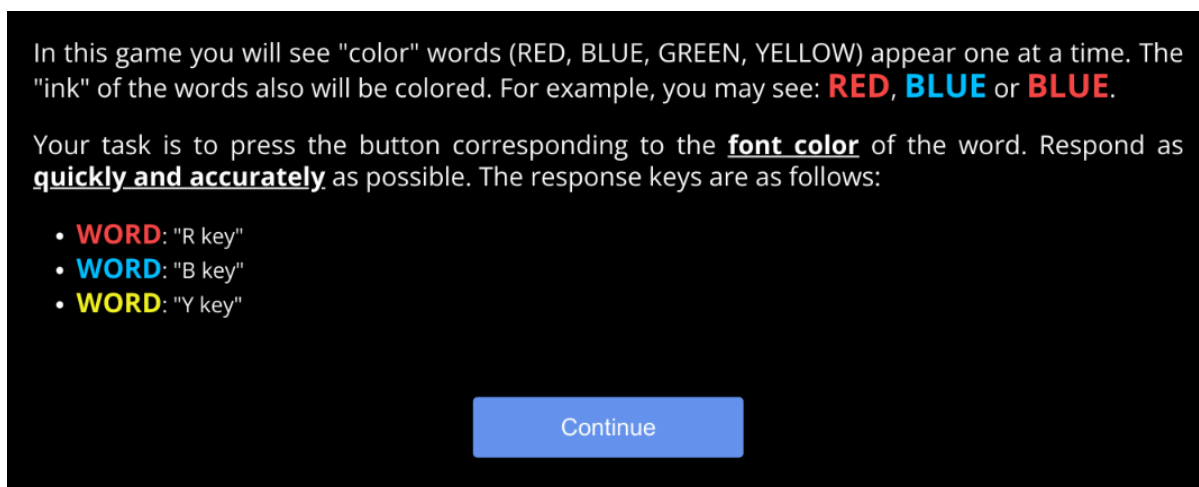 In this game you will see "color" words (RED, BLUE, GREEN, YELLOW) appear one at a time. The
"ink" of the words also will be colored. For example, you may see: RED, BLUE or BLUE.
Your task is to press the button corresponding to the font color of the word. Respond as
quickly and accurately as possible. The response keys are as follows:
• WORD: "R key"
• WORD: "B key"
• WORD: "Y key"
Continue